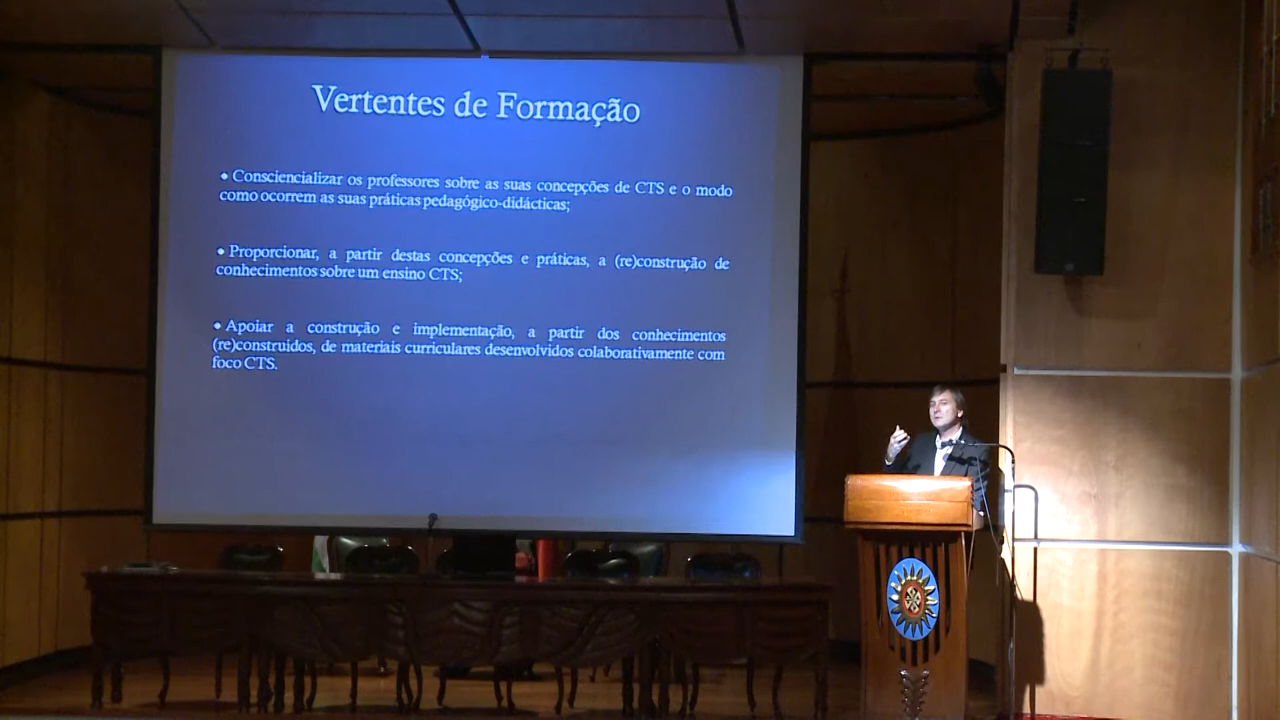 Vertentes de Formação
● Consciencializar os professores sobre as suas concepções de CTS e o modo
como ocorrem as suas práticas pedagógico-didácticas;
● Proporcionar, a partir destas concepções e práticas, a (re)construção de
conhecimentos sobre um ensino CTS;
● Apoiar a construção e implementação, a partir dos conhecimentos
(re)construidos, de materiais curriculares desenvolvidos colaborativamente com
foco CTS.